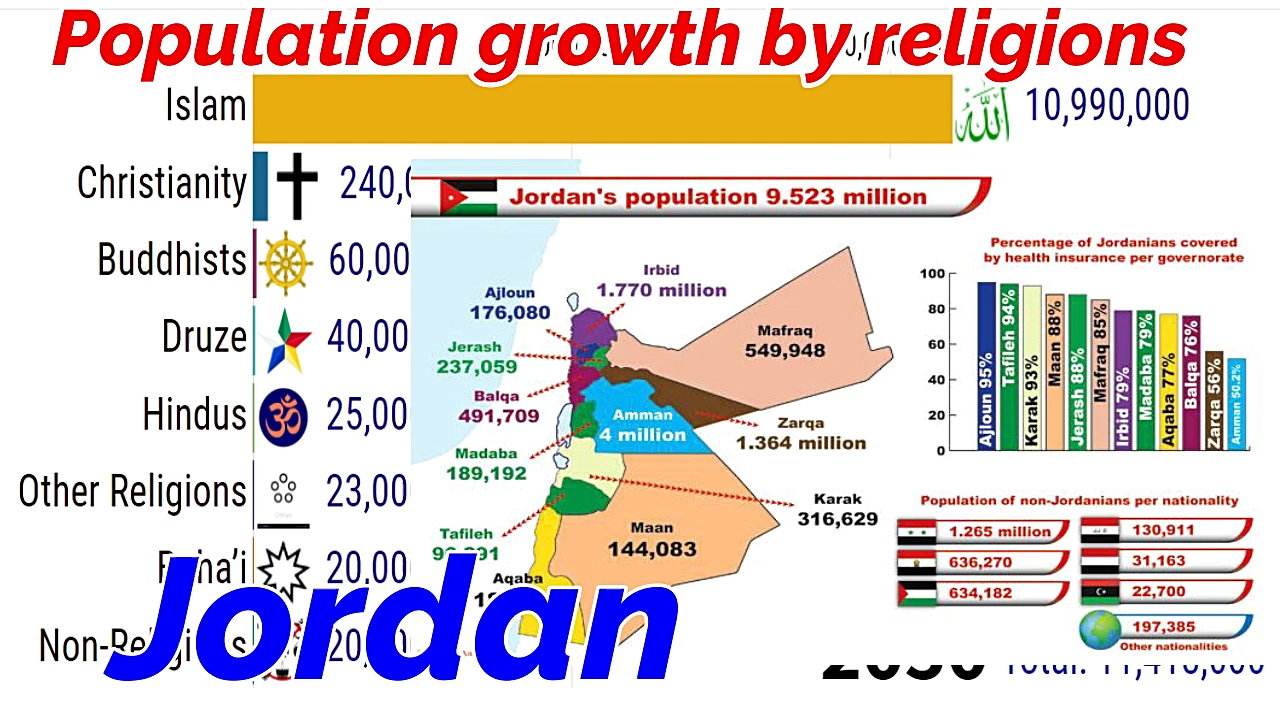 Population growth by religions
Islam
10,990,000
Christianity
Buddhists
Druze
Hindus
Other Religions
Jordan
Jordan's population 9.523 million
Irbid
1.770 million
Ajloun
176,080
Jerash
237,059
Balqa
491,709
Madaba
189,192
Tafileh
Aqaba
Mafraq
549,948
Amman
4 million
Zarqa
1.364 million
Karak
316,629
Maan
144,083
Percentage of Jordanians covered
by health insurance per governorate
100
80
60
40
20
0
Ajloun 95%
Tafileh 94%
Karak 93%
Maan 88%
Jerash 88%
Mafraq 85%
Irbid 79%
Madaba 79%
Aqaba 77%
Balqa 76%
Zarqa 56%
Amman 50.2%
Population of non-Jordanians per nationality
1.265 million
636,270
634,182
130,911
31,163
22,700
197,385
Other nationalities